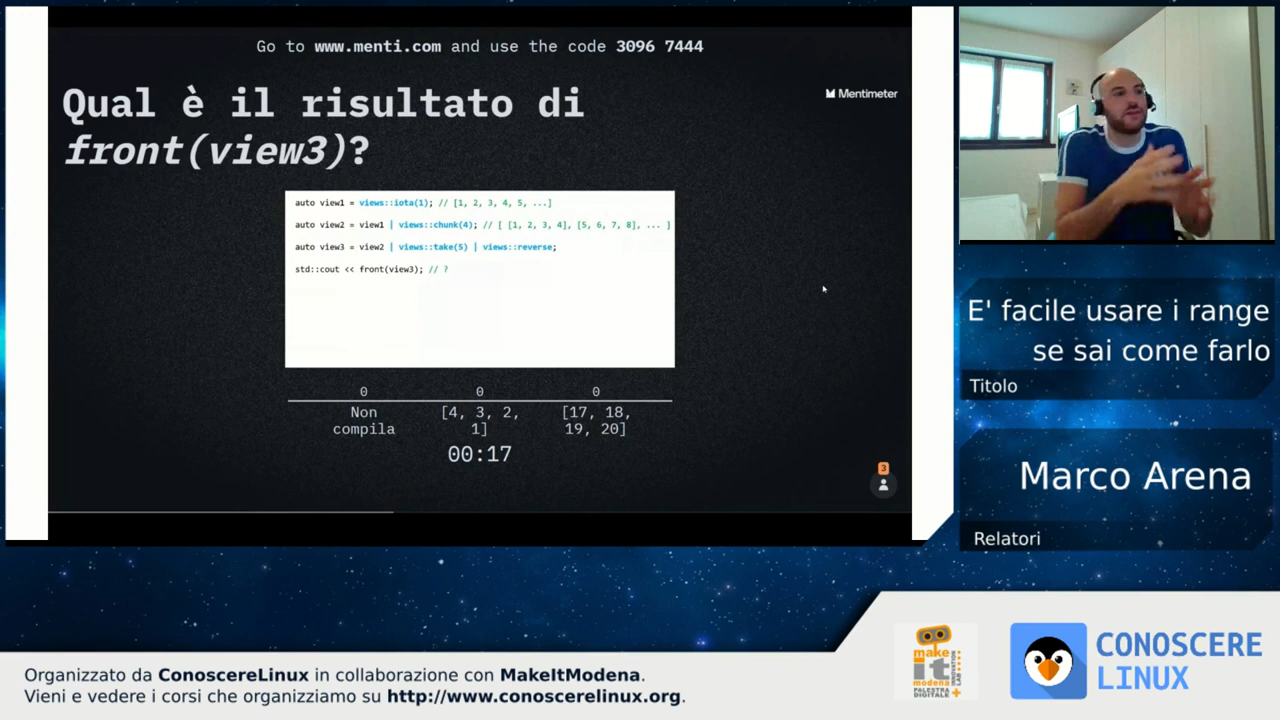 Go to www.menti.com and use the code 3096 7444
Qual è il risultato di
front(view3)?
Mentimeter
auto view1 = views::iota(1); // [1, 2, 3, 4, 5, ...]
auto view2 = view1 | views::chunk(4); // [ [1, 2, 3, 4], [5, 6, 7, 8], ... ]
auto view3 = view2 | views::take(5) | views::reverse;
std::cout << front(view3); // ?
0
0
0
Non
compila
[4, 3, 2,
1]
[17, 18,
19, 20]
00:17
3
E' facile usare i range
se sai come farlo
Titolo
Marco Arena
Relatori
Organizzato da ConoscereLinux in collaborazione con MakeItModena.
Vieni e vedere i corsi che organizziamo su http://www.conoscerelinux.org.
make
it
modena
PALESTRA
DIGITALE
+
CONOSCERE
LINUX